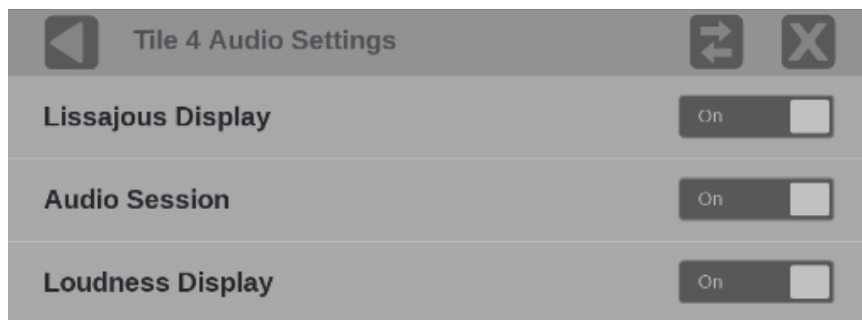 Tile 4 Audio Settings
Lissajous Display On
Audio Session On
Loudness Display On